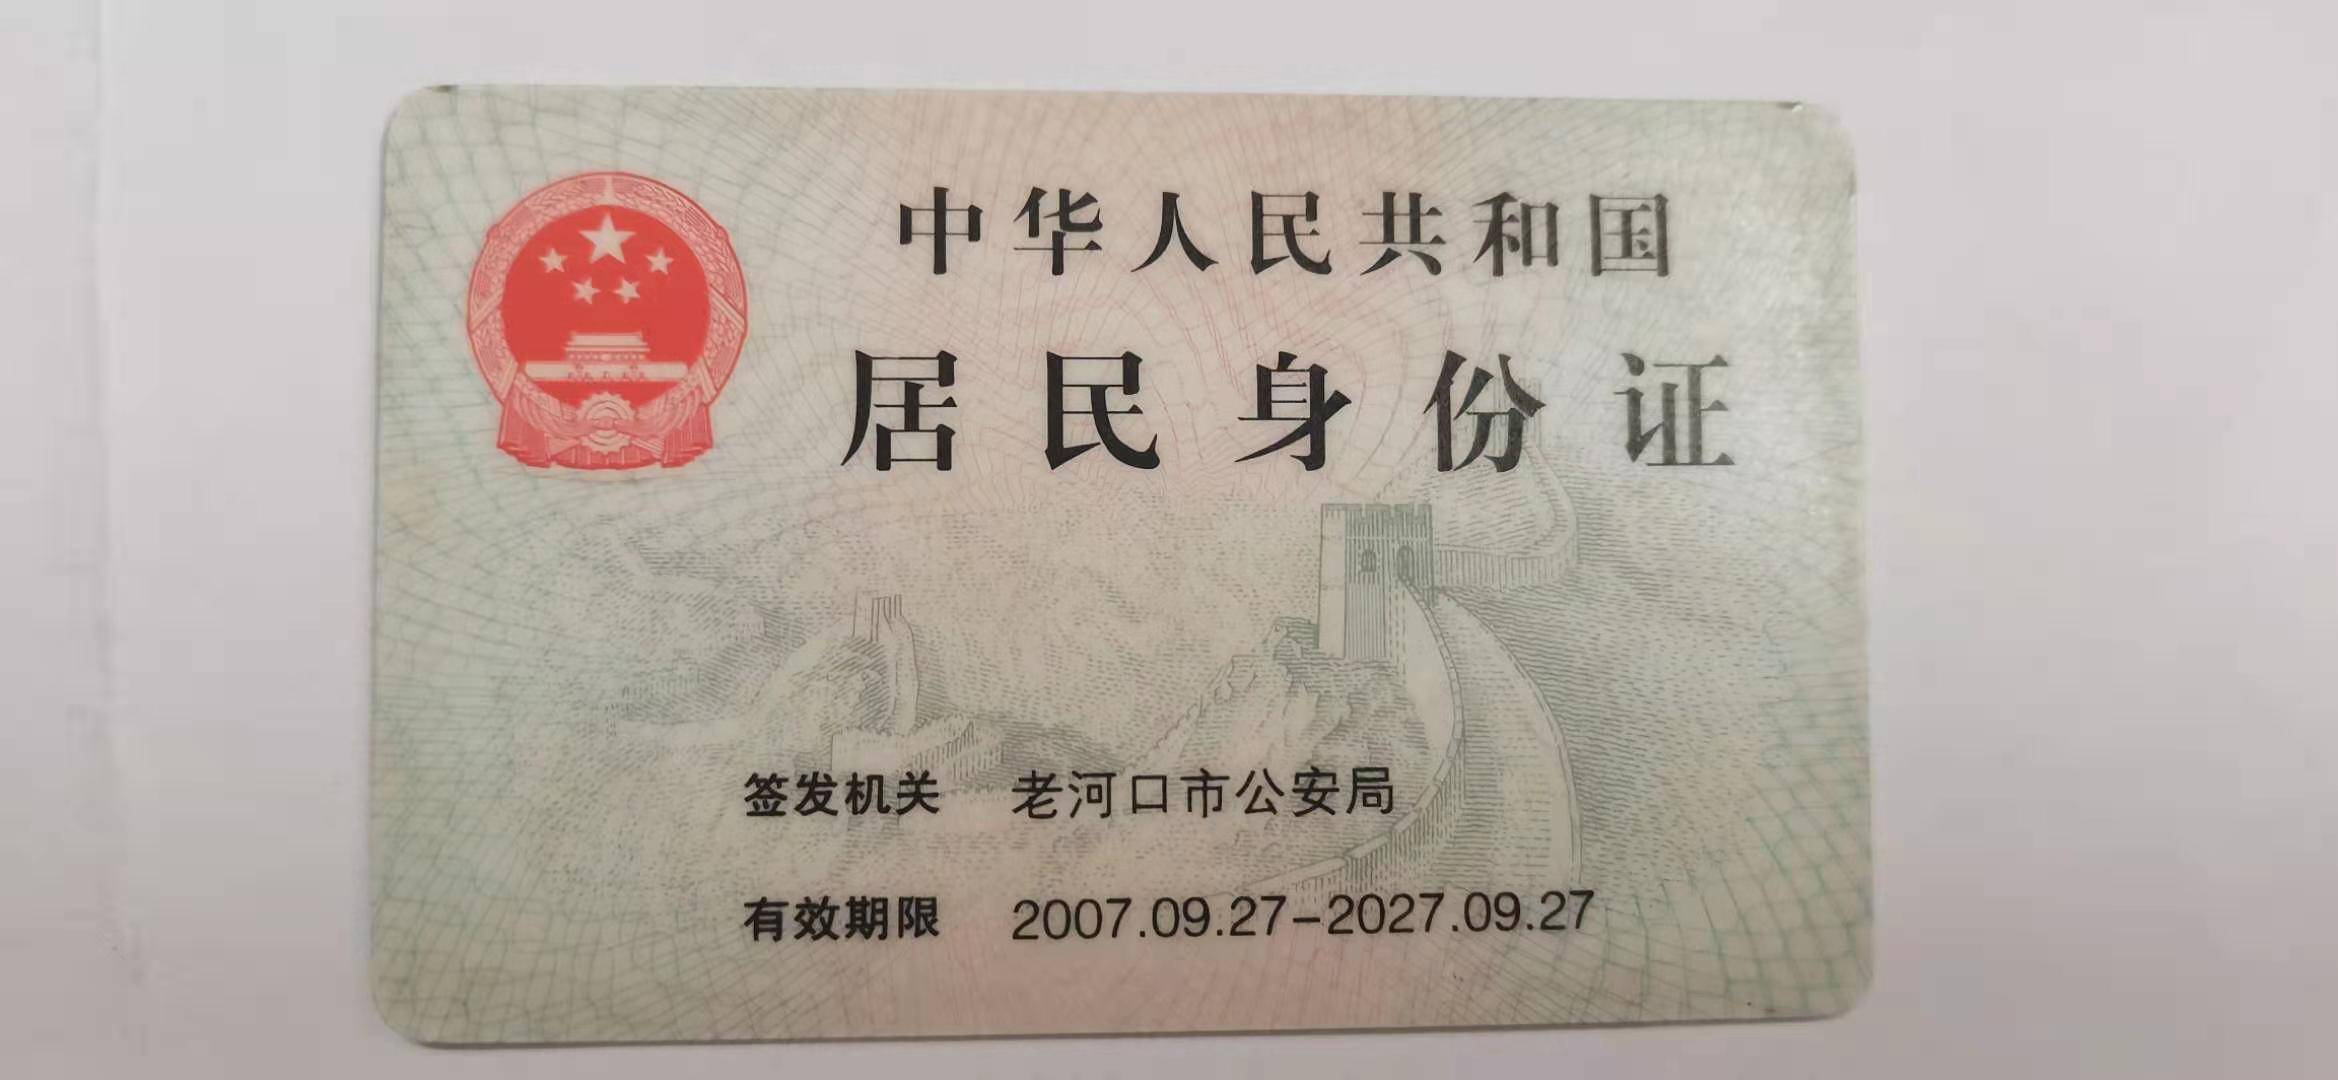 中华人民共和国
居民身份证
签发机关 老河口市公安局
有效期限 2007.09.27-2027.09.27